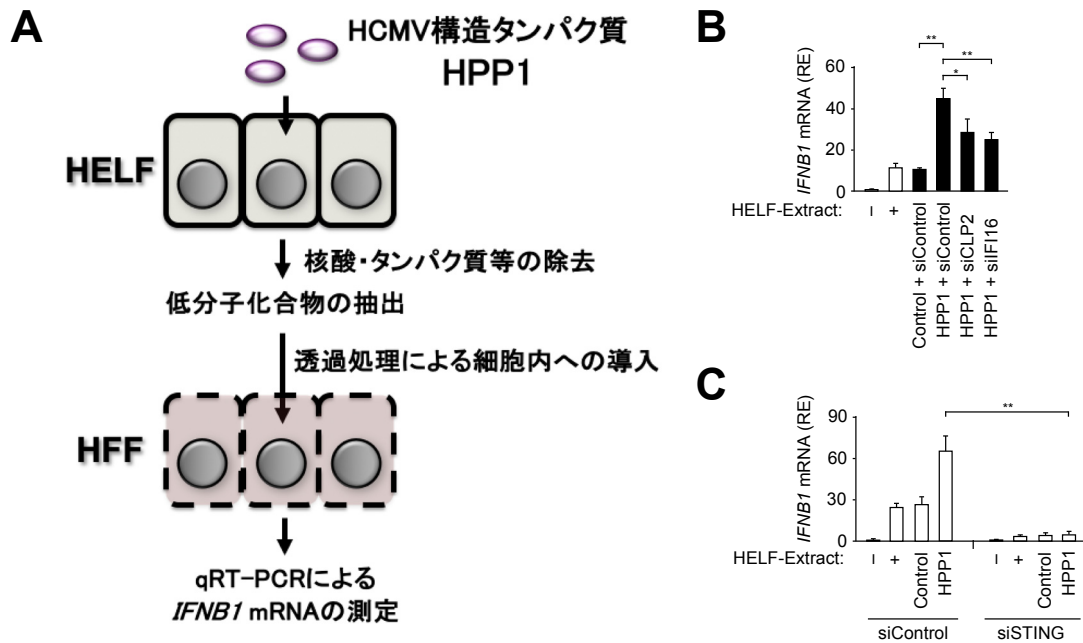 A
HCMV構造タンパク質
HPP1
HELF
核酸・タンパク質等の除去
低分子化合物の抽出
透過処理による細胞内への導入
HFF
qRT-PCRによる
IFNB1 mRNAの測定
B
**
**
*
IFNB1 mRNA (RE)
60
40
20
0
HELF-Extract:
–
+
Control + siControl
HPP1 + siControl
HPP1 + siCLP2
HPP1 + siIFI16
C
**
IFNB1 mRNA (RE)
90
60
30
0
HELF-Extract:
–
+
Control
HPP1
–
+
Control
HPP1
siControl
siSTING